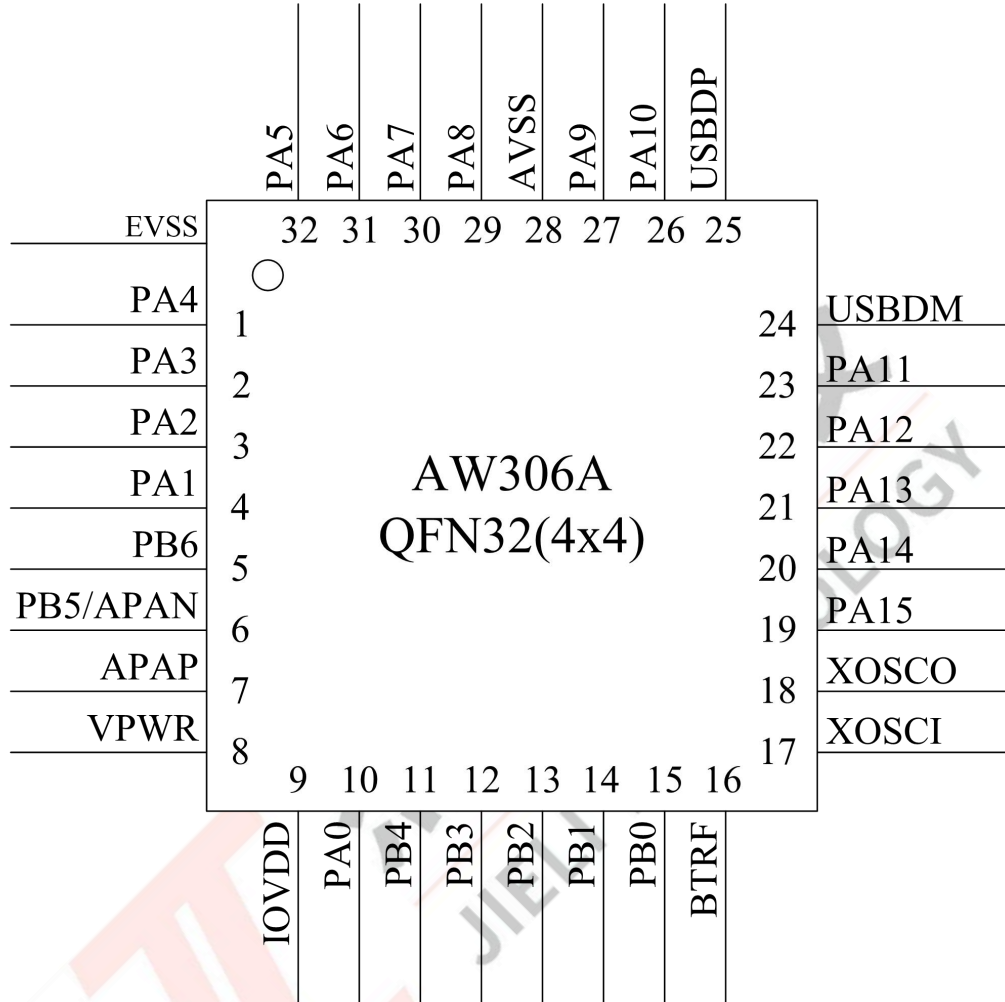 PA5 PA6 PA7 PA8 AVSS PA9 PA10 USBDP
32 31 30 29 28 27 26 25
EVSS
PA4 1
PA3 2
PA2 3
PA1 4
PB6 5
PB5/APAN 6
APAP 7
VPWR 8
AW306A
QFN32(4x4)
24 USBDM
23 PA11
22 PA12
21 PA13
20 PA14
19 PA15
18 XOSCO
17 XOSCI
9 10 11 12 13 14 15 16
IOVDD PA0 PB4 PB3 PB2 PB1 PB0 BTRF